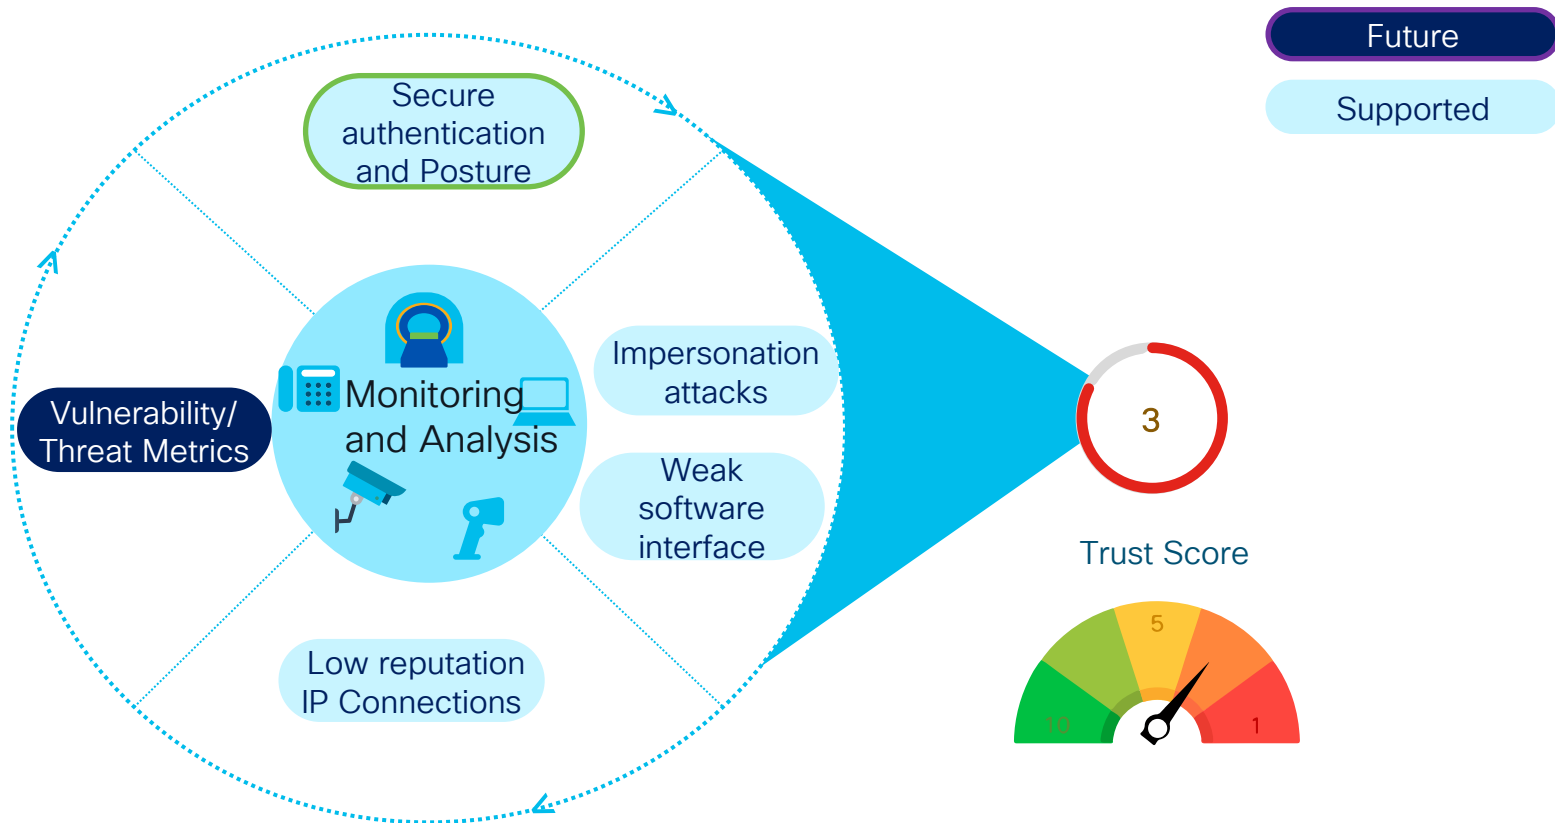 Future
Supported
Secure
authentication
and Posture
Impersonation
attacks
Monitoring
and Analysis
Vulnerability/
Threat Metrics
Weak
software
interface
Low reputation
IP Connections
3
Trust Score
5
10
1